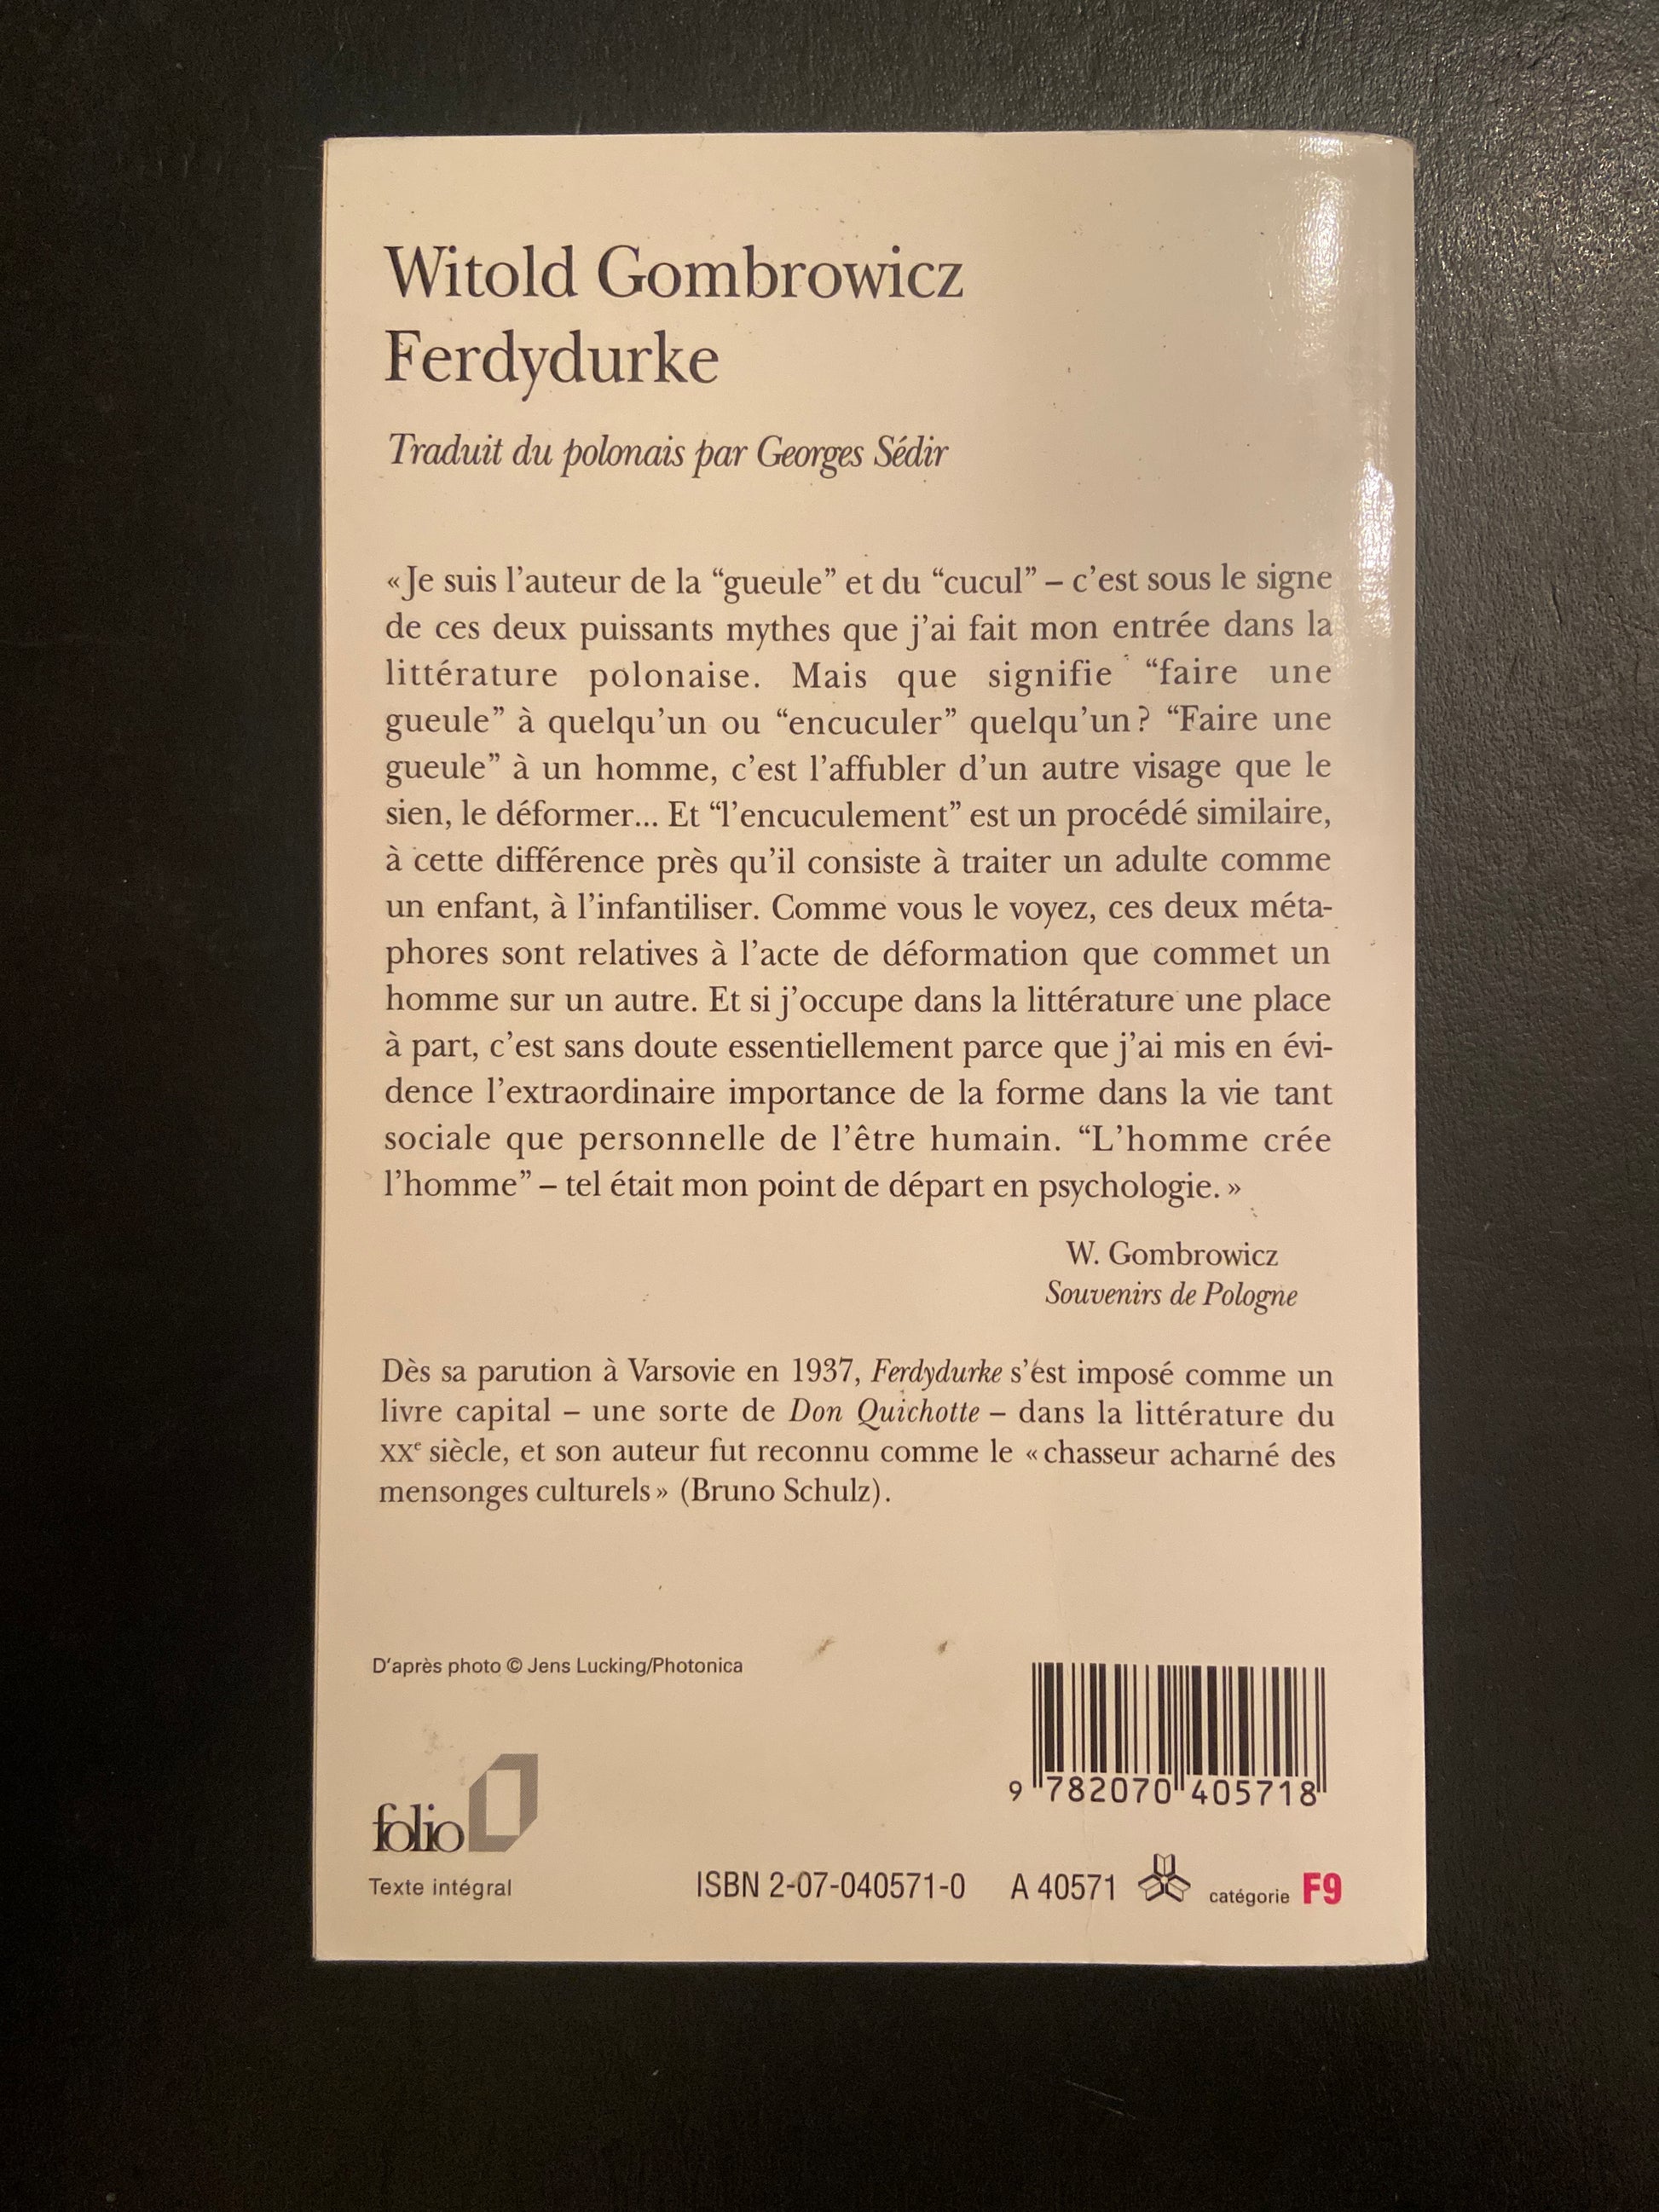 Witold Gombrowicz
Ferdydurke
Traduit du polonais par Georges Sédir
«Je suis l’auteur de la “gueule” et du “cucul” – c’est sous le signe
de ces deux puissants mythes que j’ai fait mon entrée dans la
littérature polonaise. Mais que signifie “faire une
gueule” à quelqu’un ou “encuculer” quelqu’un? “Faire une
gueule” à un homme, c’est l’affubler d’un autre visage que le
sien, le déformer... Et “l’encuculement” est un procédé similaire,
à cette différence près qu’il consiste à traiter un adulte comme
un enfant, à l’infantiliser. Comme vous le voyez, ces deux méta-
phores sont relatives à l’acte de déformation que commet un
homme sur un autre. Et si j’occupe dans la littérature une place
à part, c’est sans doute essentiellement parce que j’ai mis en évi-
dence l’extraordinaire importance de la forme dans la vie tant
sociale que personnelle de l’être humain. “L’homme crée
l’homme” – tel était mon point de départ en psychologie.»
W. Gombrowicz
Souvenirs de Pologne
Dès sa parution à Varsovie en 1937, Ferdydurke s’est imposé comme un
livre capital – une sorte de Don Quichotte – dans la littérature du
XXe siècle, et son auteur fut reconnu comme le «chasseur acharné des
mensonges culturels» (Bruno Schulz).
D’après photo © Jens Lucking/Photonica
9 782070 405718
folio
Texte intégral
ISBN 2-07-040571-0 A 40571 catégorie F9